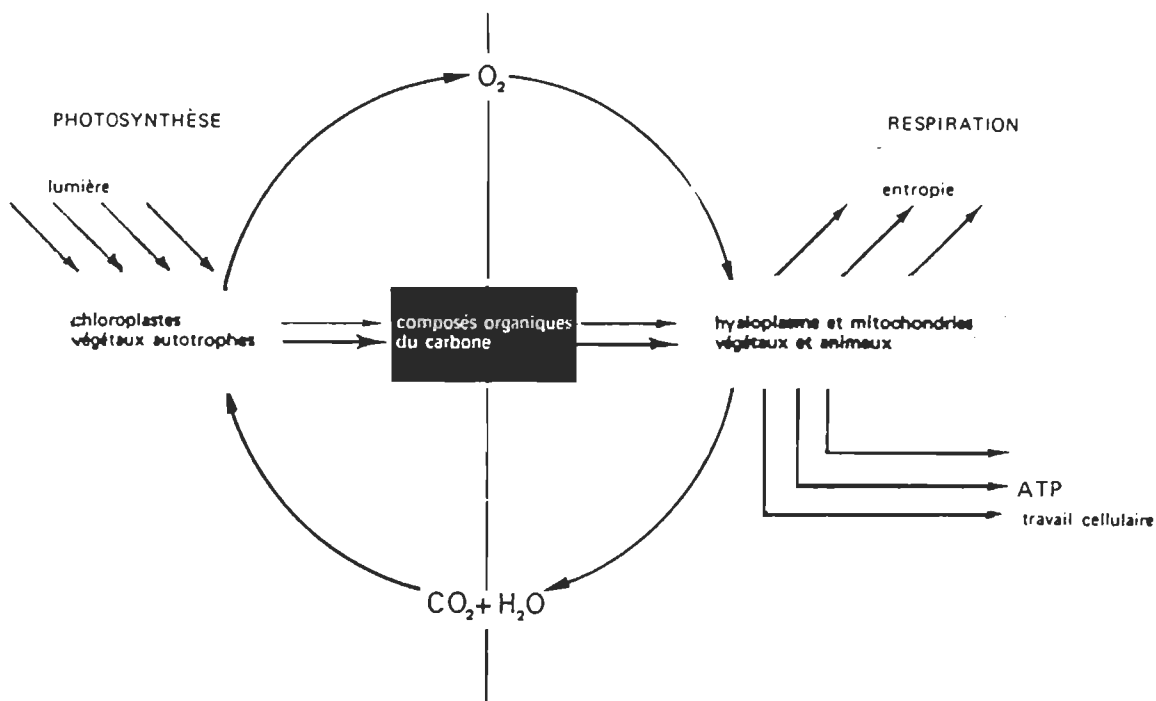 O₂
PHOTOSYNTHÈSE
RESPIRATION
lumière
entropie
chloroplastes
végétaux autotrophes
composés organiques
du carbone
hyaloplasme et mitochondries
végétaux et animaux
ATP
travail cellulaire
CO₂+ H₂O